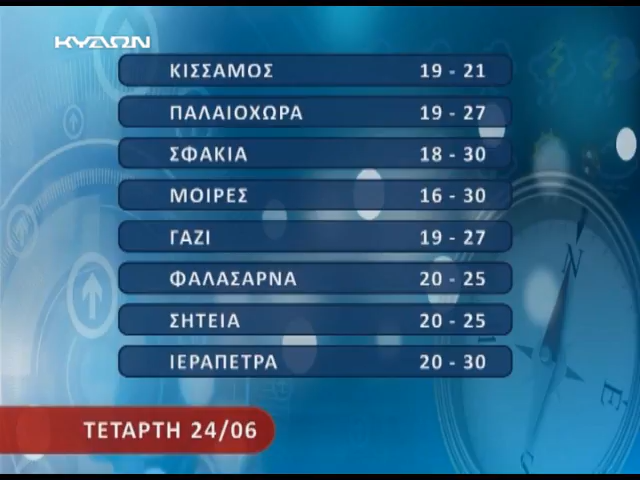 ΚΥΔΩΝ
ΚΙΣΣΑΜΟΣ 19 - 21
ΠΑΛΑΙΟΧΩΡΑ 19 - 27
ΣΦΑΚΙΑ 18 - 30
ΜΟΙΡΕΣ 16 - 30
ΓΑΖΙ 19 - 27
ΦΑΛΑΣΑΡΝΑ 20 - 25
ΣΗΤΕΙΑ 20 - 25
ΙΕΡΑΠΕΤΡΑ 20 - 30
N
E
ΤΕΤΑΡΤΗ 24/06